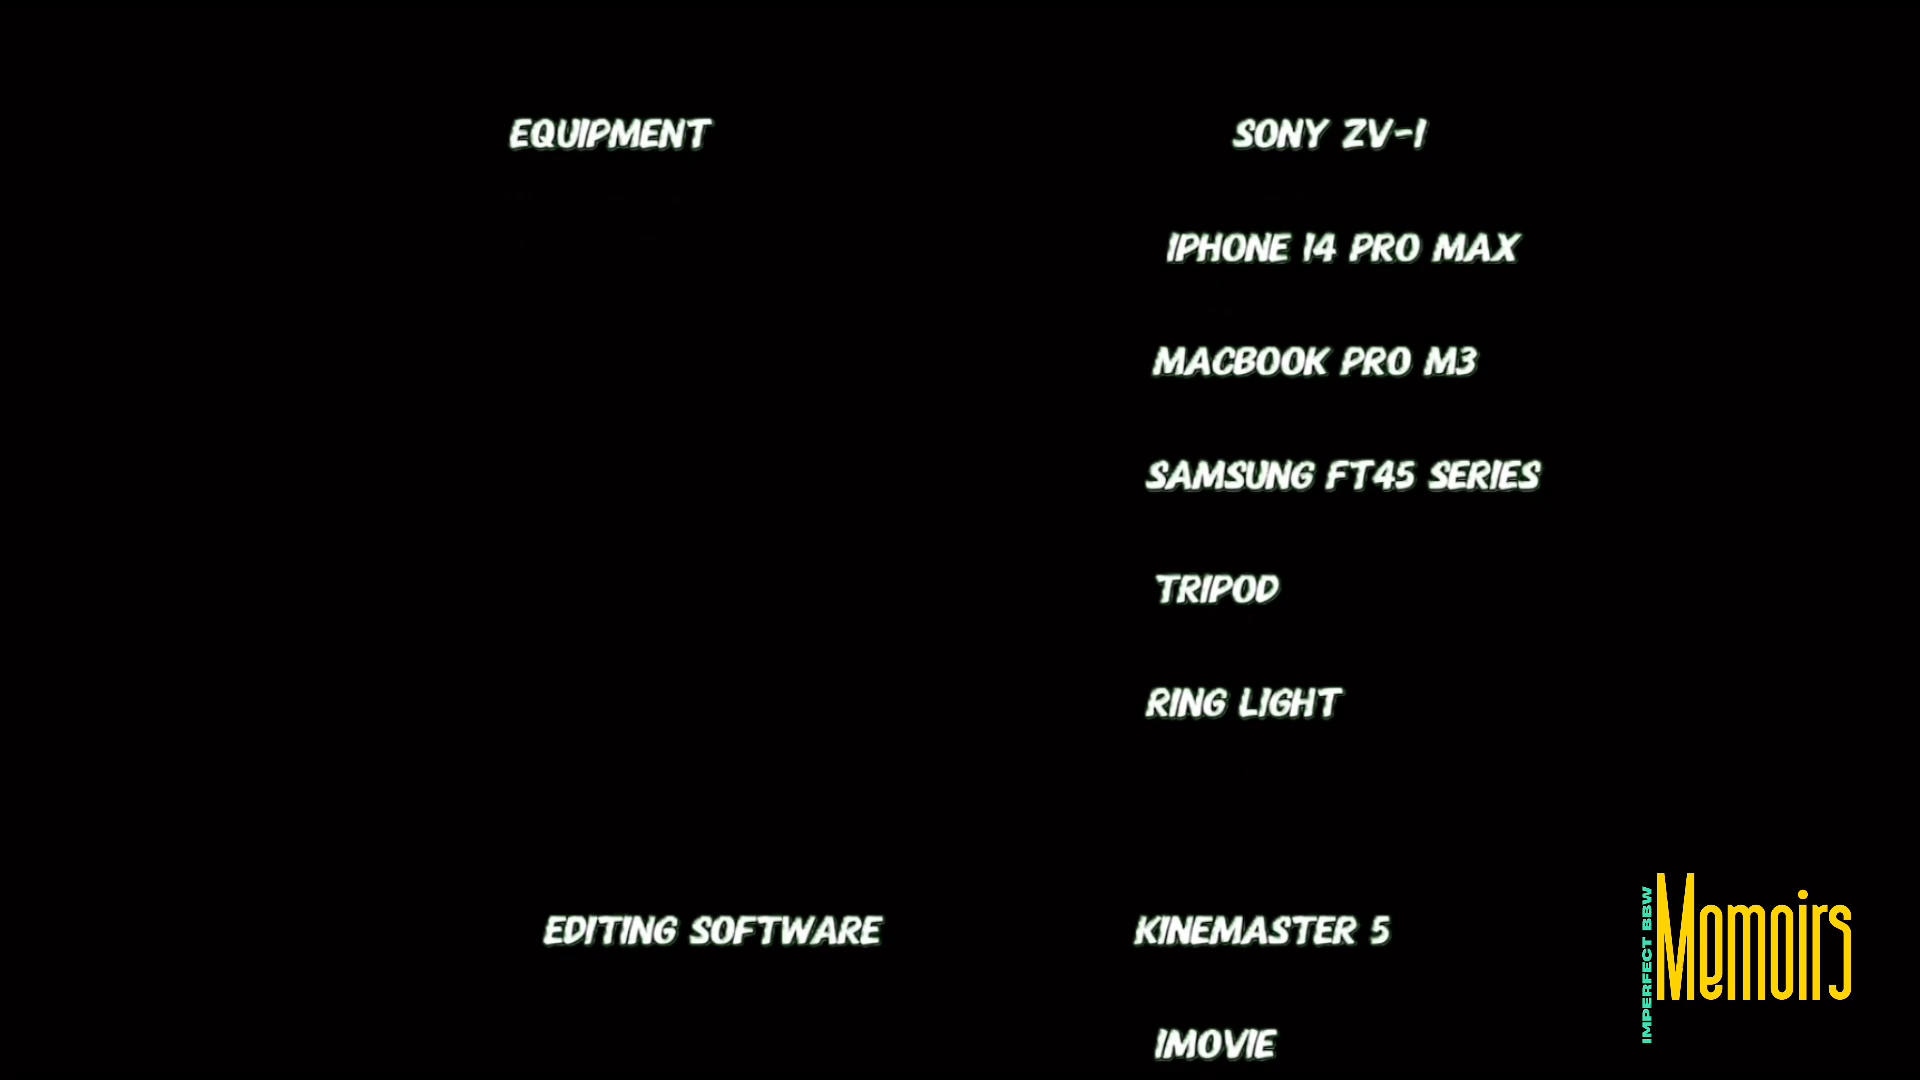 EQUIPMENT SONY ZV-1
IPHONE 14 PRO MAX
MACBOOK PRO M3
SAMSUNG FT45 SERIES
TRIPOD
RING LIGHT
EDITING SOFTWARE KINEMASTER 5
IMOVIE
IMPERFECT BBW
Memoirs